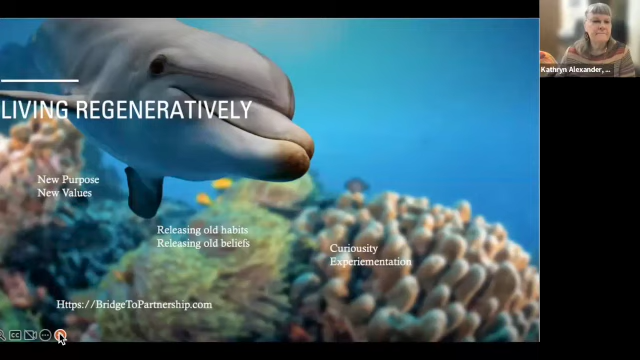 LIVING REGENERATIVELY
New Purpose
New Values
Releasing old habits
Releasing old beliefs
Curiousity
Experiementation
Https://BridgeToPartnership.com
Kathryn Alexander, ...
CC